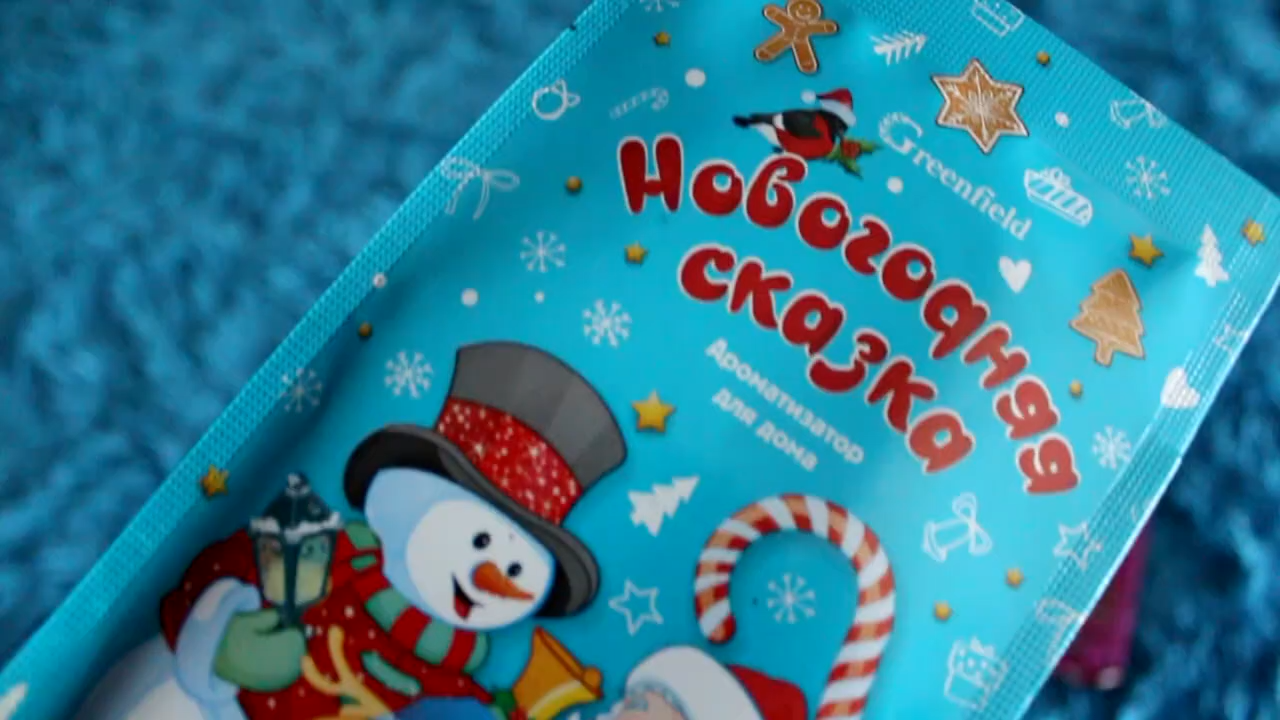 Greenfield
Новогодняя
сказка
Ароматизатор
для дома